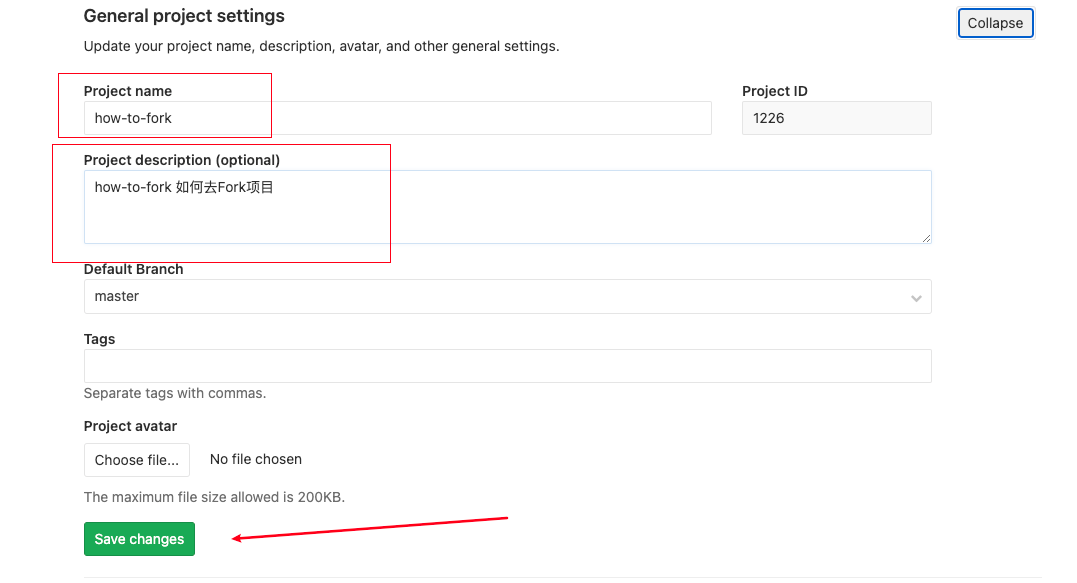 General project settings
Collapse
Update your project name, description, avatar, and other general settings.
Project name
Project ID
how-to-fork
1226
Project description (optional)
how-to-fork 如何去Fork项目
Default Branch
master
Tags
Separate tags with commas.
Project avatar
Choose file...
No file chosen
The maximum file size allowed is 200KB.
Save changes